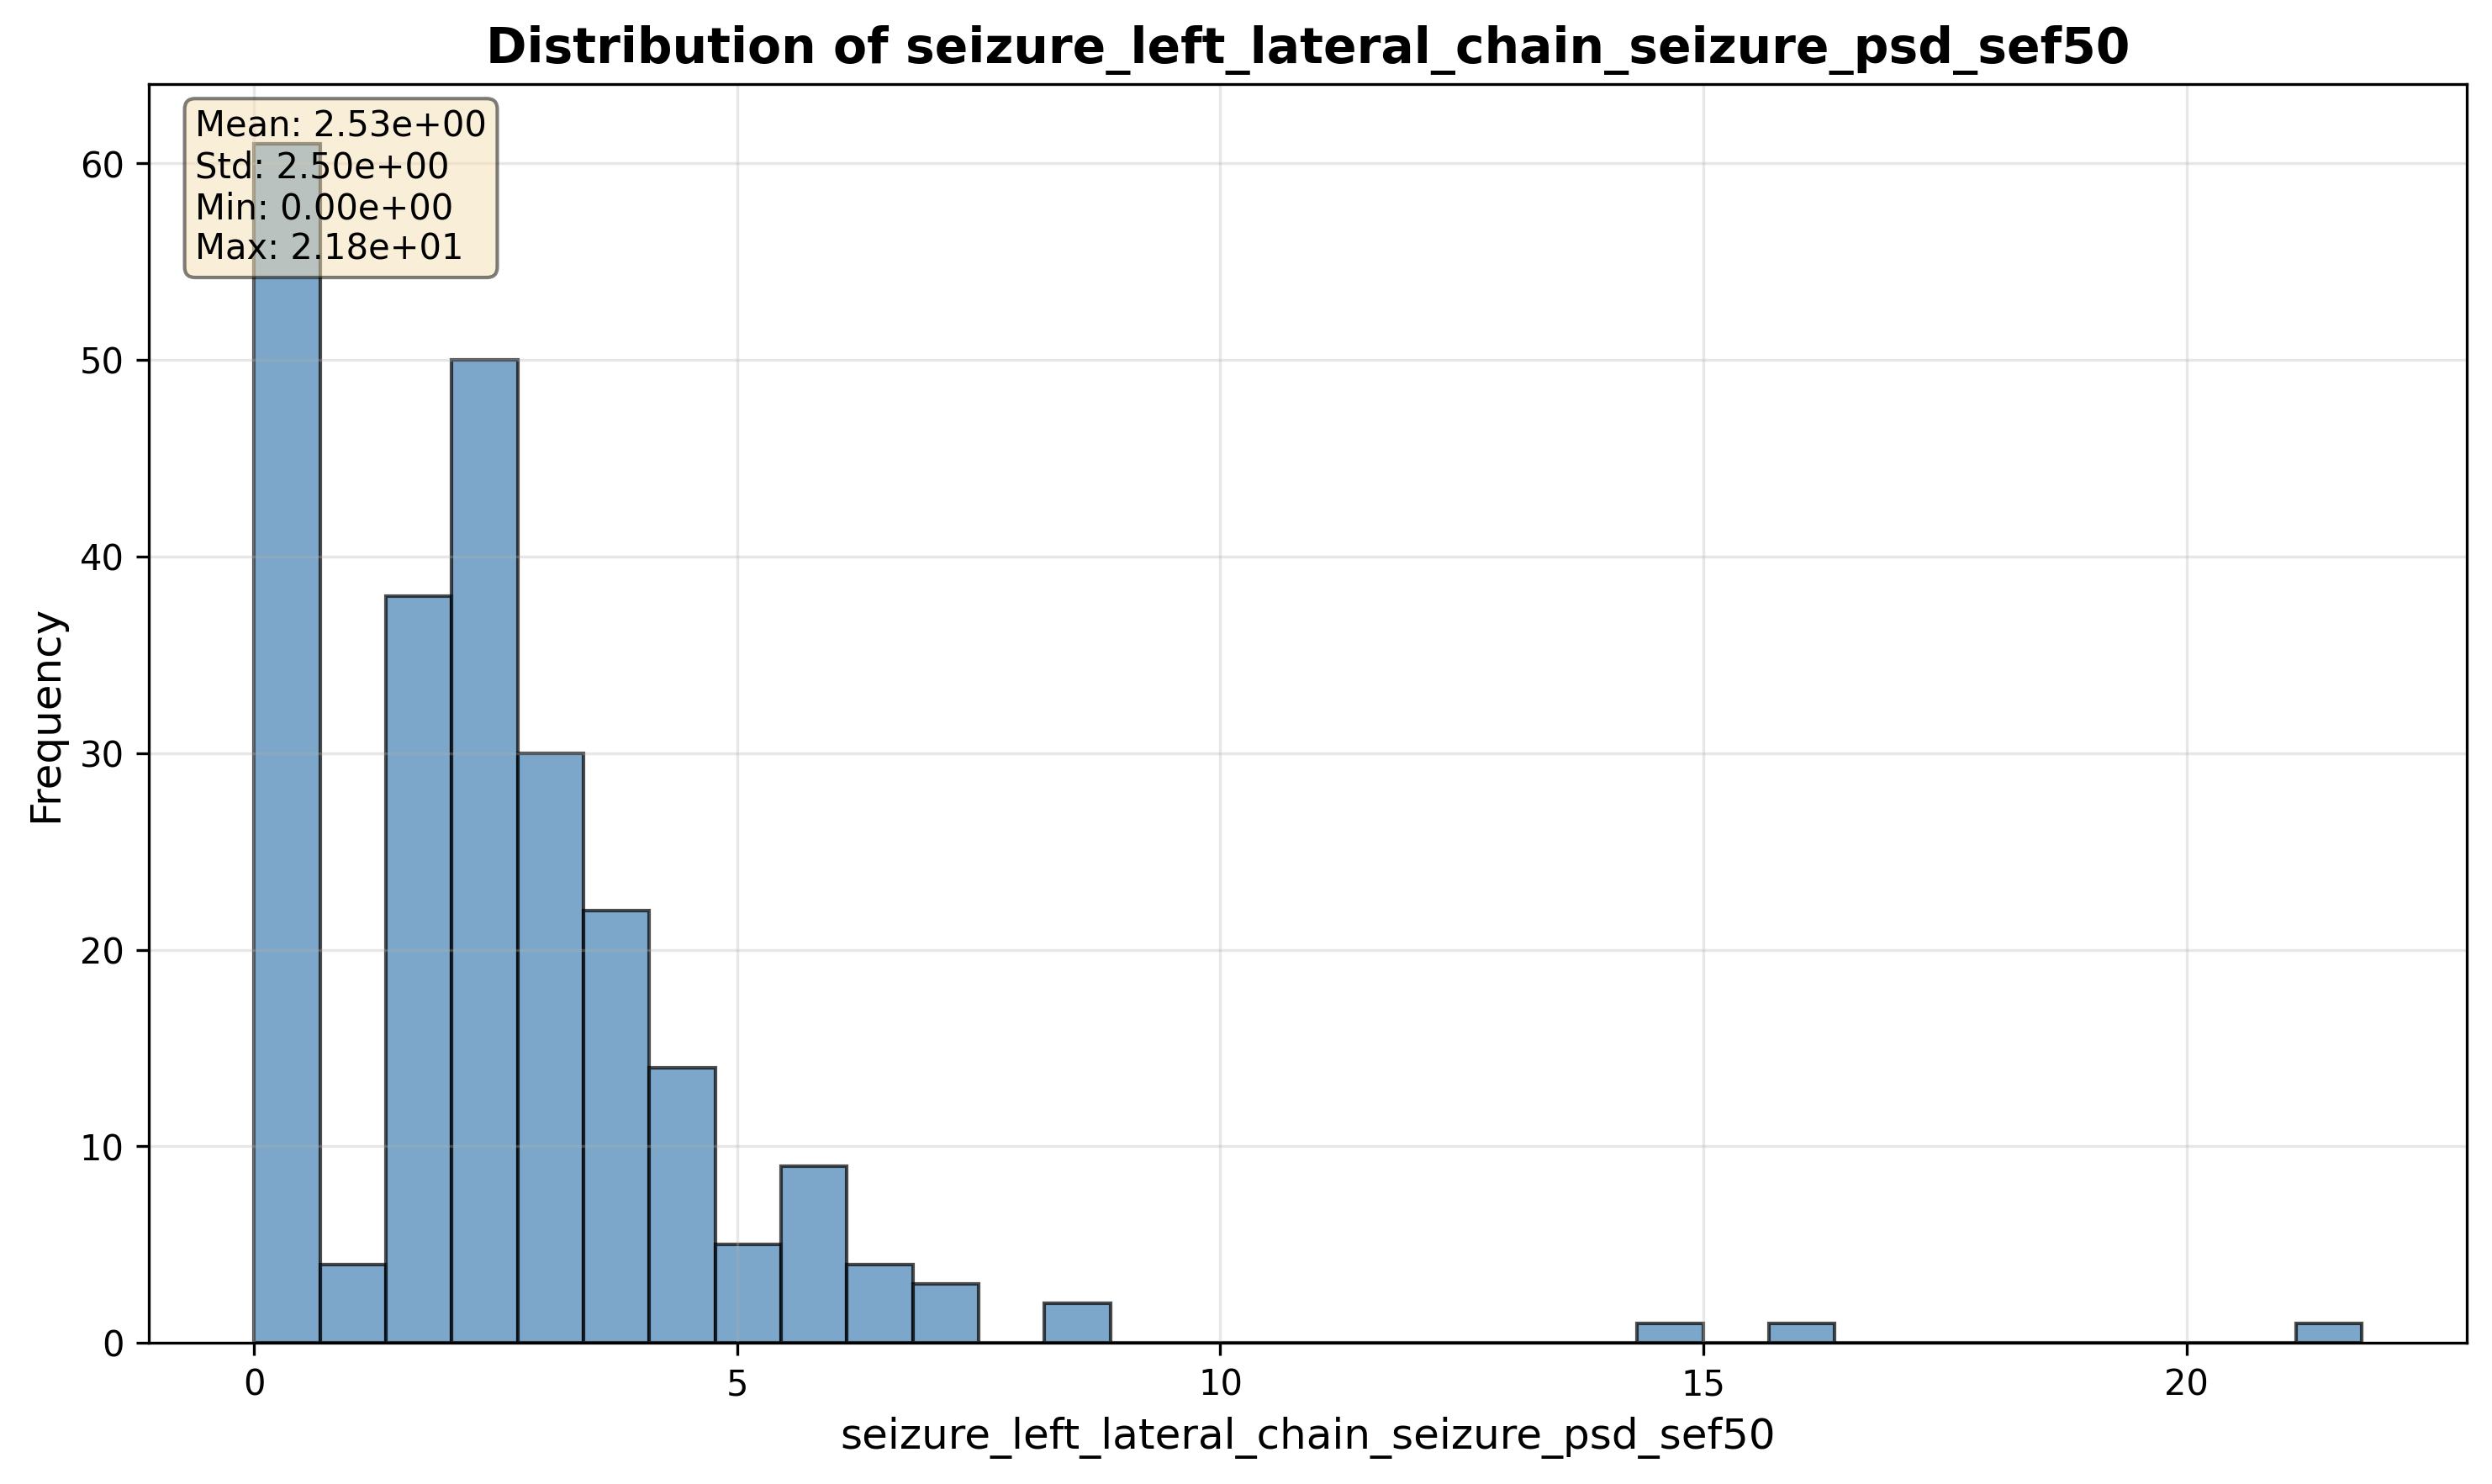 Distribution of seizure_left_lateral_chain_seizure_psd_sef50
Mean: 2.53e+00
Std: 2.50e+00
Min: 0.00e+00
Max: 2.18e+01
Frequency
60
50
40
30
20
10
0
0 5 10 15 20
seizure_left_lateral_chain_seizure_psd_sef50